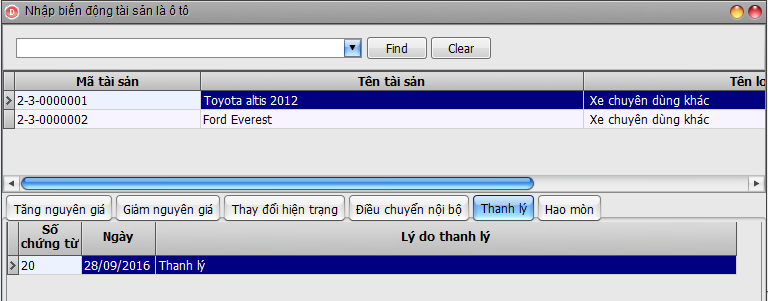 Nhập biến động tài sản là ô tô
Find Clear
Mã tài sản Tên tài sản Tên lo
2-3-0000001 Toyota altis 2012 Xe chuyên dùng khác
2-3-0000002 Ford Everest Xe chuyên dùng khác
Tăng nguyên giá Giảm nguyên giá Thay đổi hiện trạng Điều chuyển nội bộ Thanh lý Hao mòn
Số chứng từ Ngày Lý do thanh lý
20 28/09/2016 Thanh lý